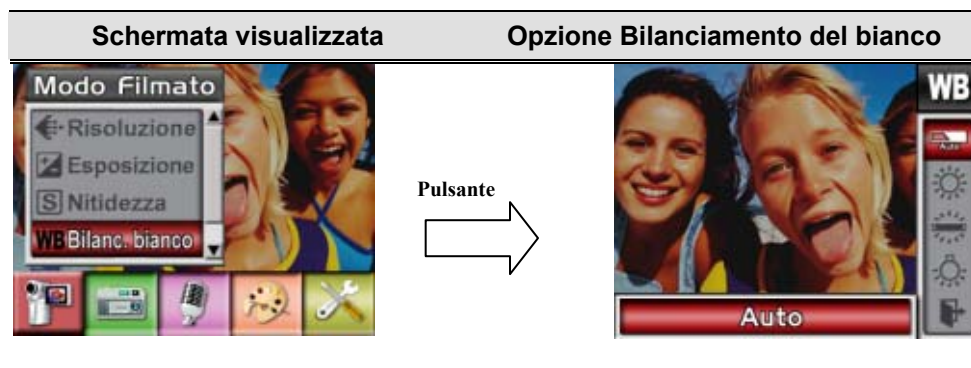 Schermata visualizzata
Opzione Bilanciamento del bianco
Modo Filmato
Risoluzione
Esposizione
S Nitidezza
WB Bilanc. bianco
Pulsante
WB
Auto
Auto